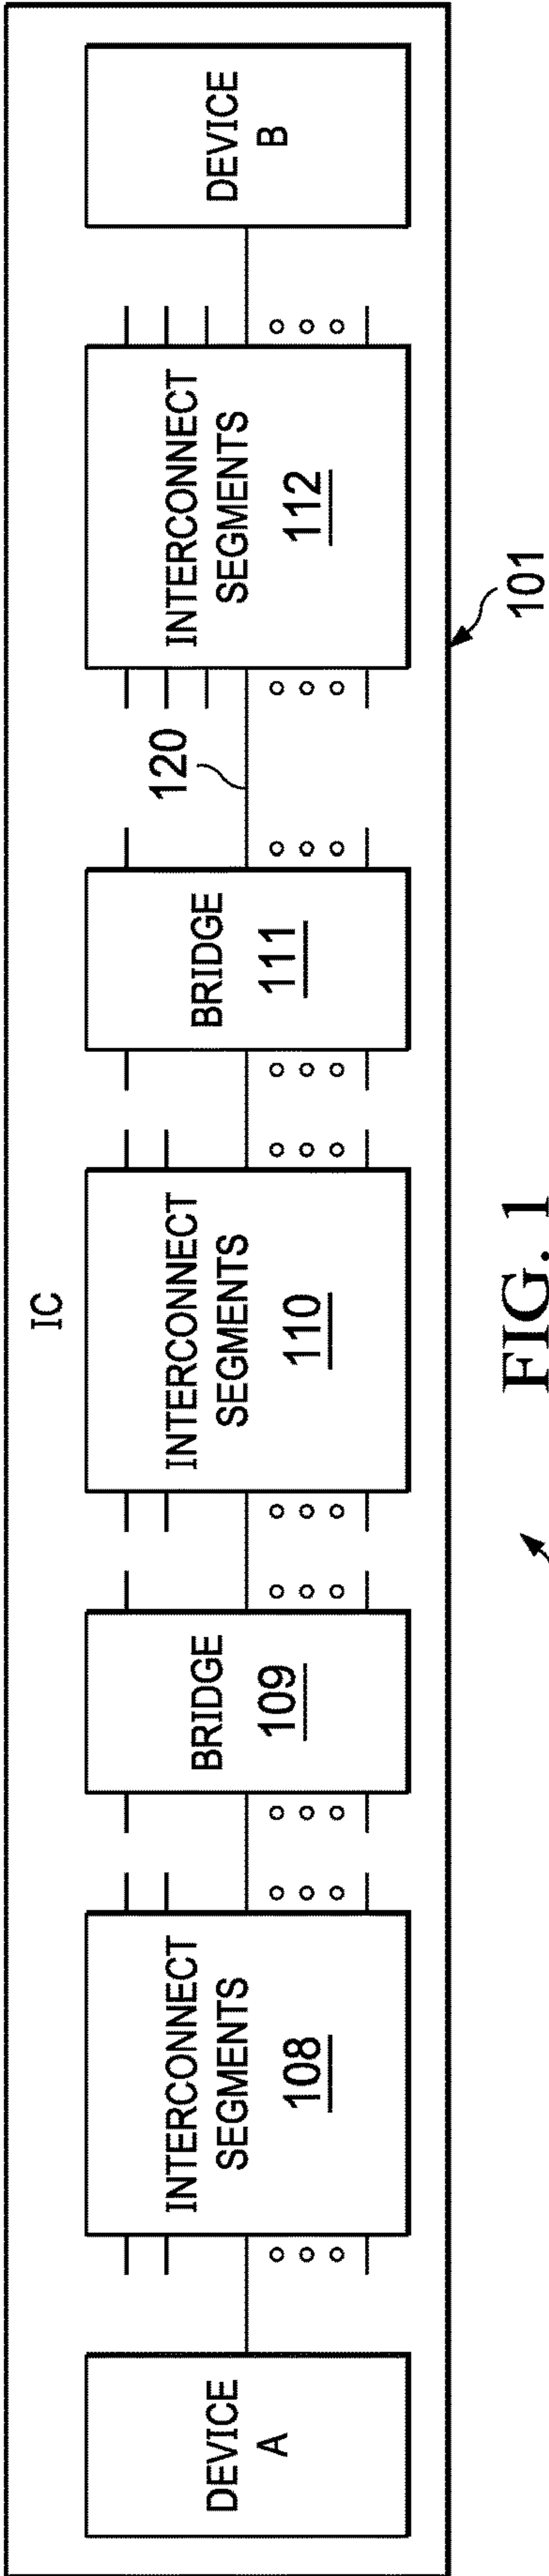 IC
DEVICE
A
INTERCONNECT
SEGMENTS
108
BRIDGE
109
INTERCONNECT
SEGMENTS
110
BRIDGE
111
120
INTERCONNECT
SEGMENTS
112
DEVICE
B
101
FIG. 1